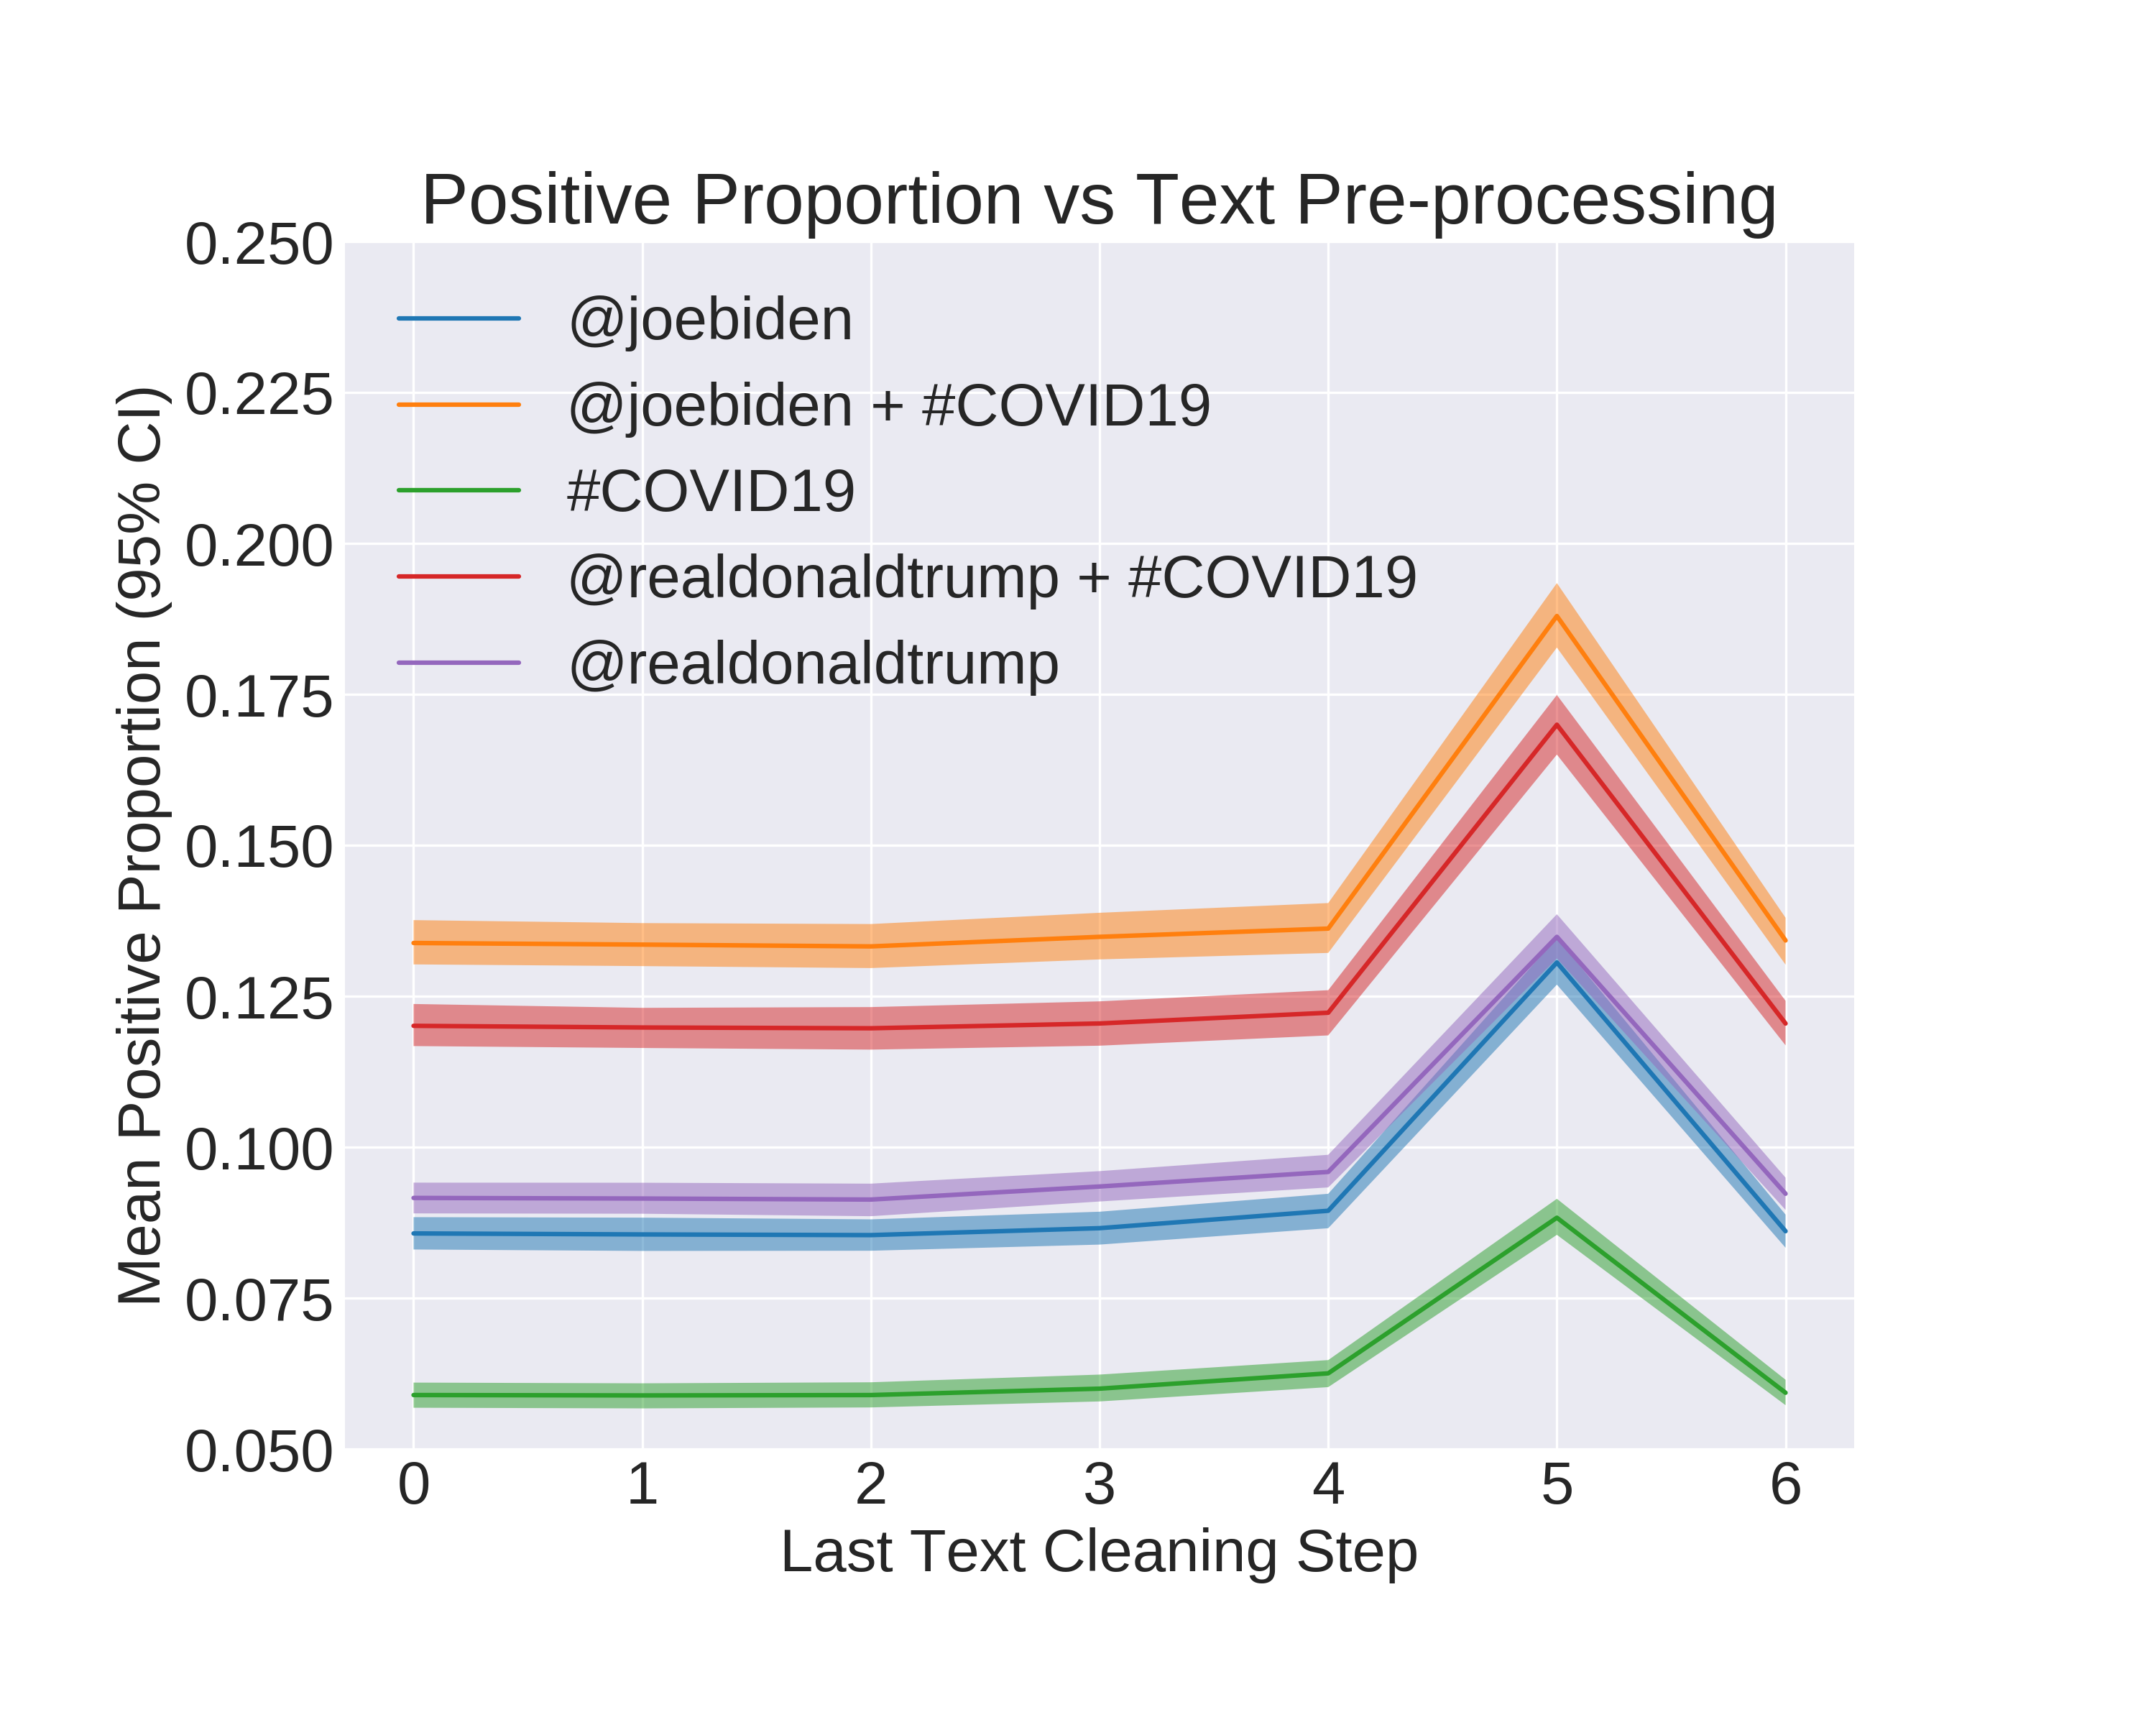 Positive Proportion vs Text Pre-processing
Mean Positive Proportion (95% CI)
0.250
0.225
0.200
0.175
0.150
0.125
0.100
0.075
0.050
@joebiden
@joebiden + #COVID19
#COVID19
@realdonaldtrump + #COVID19
@realdonaldtrump
0 1 2 3 4 5 6
Last Text Cleaning Step